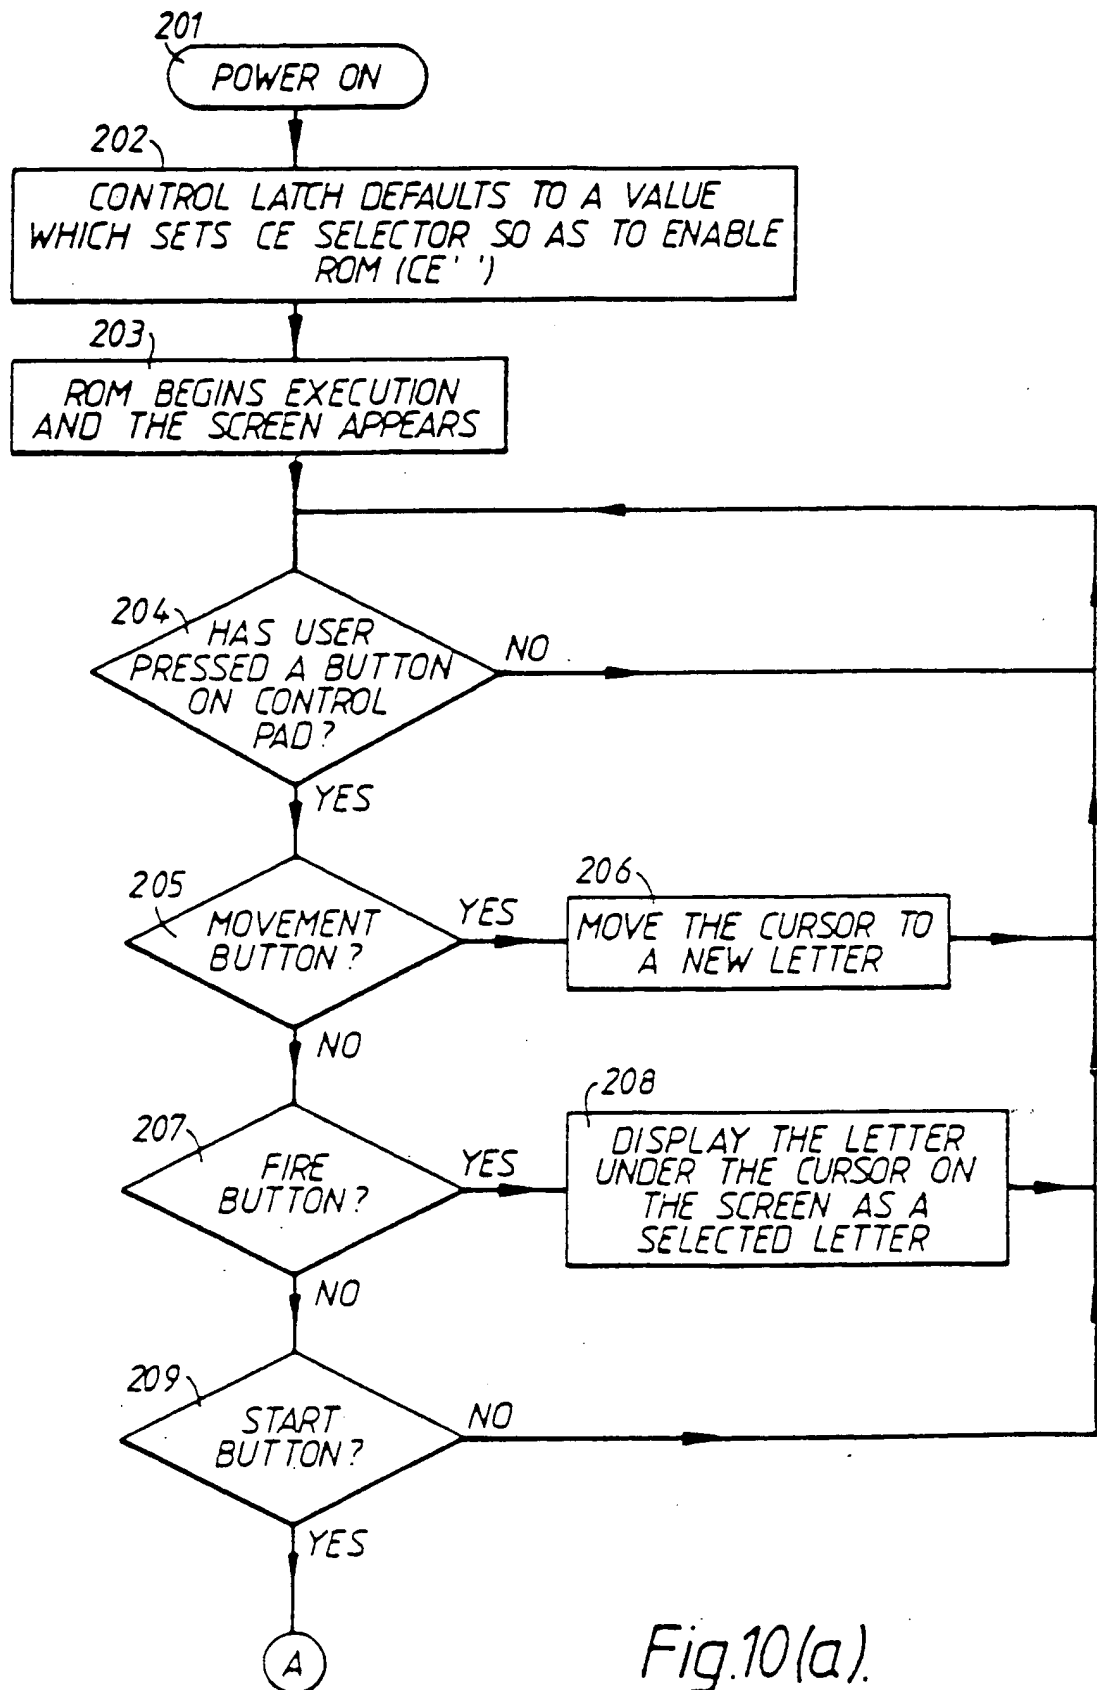 201
POWER ON
202
CONTROL LATCH DEFAULTS TO A VALUE
WHICH SETS CE SELECTOR SO AS TO ENABLE
ROM (CE'')
203
ROM BEGINS EXECUTION
AND THE SCREEN APPEARS
204
HAS USER
PRESSED A BUTTON
ON CONTROL
PAD?
NO
YES
205
MOVEMENT
BUTTON?
YES
206
MOVE THE CURSOR TO
A NEW LETTER
NO
207
FIRE
BUTTON?
YES
208
DISPLAY THE LETTER
UNDER THE CURSOR ON
THE SCREEN AS A
SELECTED LETTER
NO
209
START
BUTTON?
NO
YES
A
Fig.10(a).